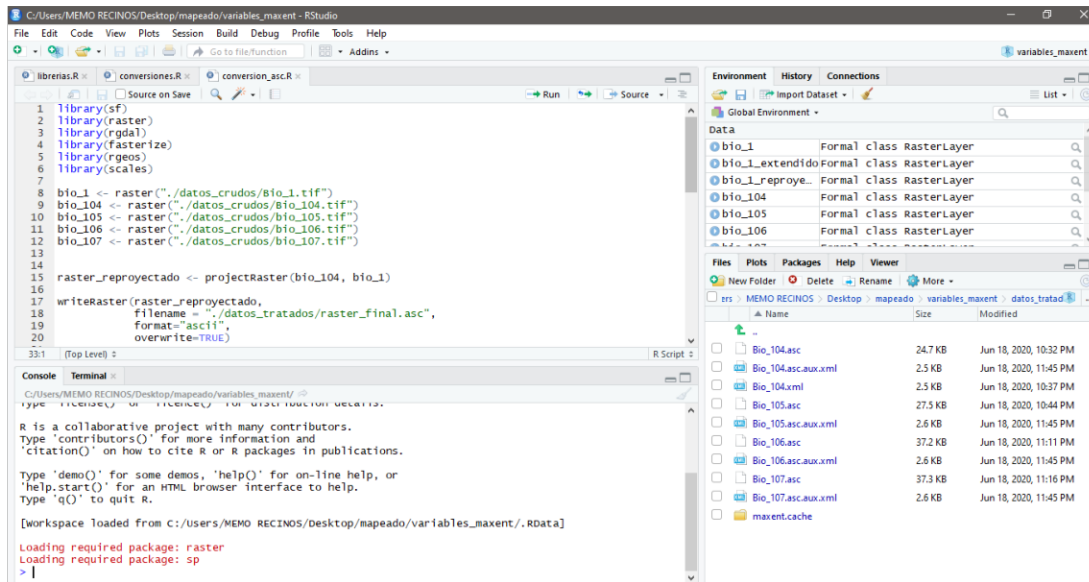 C:/Users/MEMO RECINOS/Desktop/mapeado/variables_maxent - RStudio
File Edit Code View Plots Session Build Debug Profile Tools Help
Go to file/function Addins variables_maxent
librerias.R conversiones.R conversion_asc.R
Source on Save Run Source
1 library(sf)
2 library(raster)
3 library(rgdal)
4 library(fasterize)
5 library(rgeos)
6 library(scales)
7
8 bio_1 <- raster("./datos_crudos/Bio_1.tif")
9 bio_104 <- raster("./datos_crudos/Bio_104.tif")
10 bio_105 <- raster("./datos_crudos/bio_105.tif")
11 bio_106 <- raster("./datos_crudos/bio_106.tif")
12 bio_107 <- raster("./datos_crudos/bio_107.tif")
13
14
15 raster_reproyectado <- projectRaster(bio_104, bio_1)
16
17 writeRaster(raster_reproyectado,
18 filename = "./datos_tratados/raster_final.asc",
19 format="ascii",
20 overwrite=TRUE)
33:1 (Top Level) R Script
Console Terminal
C:/Users/MEMO RECINOS/Desktop/mapeado/variables_maxent/
Type 'license()' or 'licence()' for distribution details.
R is a collaborative project with many contributors.
Type 'contributors()' for more information and
'citation()' on how to cite R or R packages in publications.
Type 'demo()' for some demos, 'help()' for on-line help, or
'help.start()' for an HTML browser interface to help.
Type 'q()' to quit R.
[Workspace loaded from C:/Users/MEMO RECINOS/Desktop/mapeado/variables_maxent/.RData]
Loading required package: raster
Loading required package: sp
>
Environment History Connections
Import Dataset List
Global Environment
Data
bio_1 Formal class RasterLayer
bio_1_extendido Formal class RasterLayer
bio_1_reproye… Formal class RasterLayer
bio_104 Formal class RasterLayer
bio_105 Formal class RasterLayer
bio_106 Formal class RasterLayer
bio_107 Formal class RasterLayer
Files Plots Packages Help Viewer
New Folder Delete Rename More
ers > MEMO RECINOS > Desktop > mapeado > variables_maxent > datos_tratad
Name Size Modified
..
Bio_104.asc 24.7 KB Jun 18, 2020, 10:32 PM
Bio_104.asc.aux.xml 2.5 KB Jun 18, 2020, 11:45 PM
Bio_104.xml 2.5 KB Jun 18, 2020, 10:37 PM
Bio_105.asc 27.5 KB Jun 18, 2020, 10:44 PM
Bio_105.asc.aux.xml 2.6 KB Jun 18, 2020, 11:45 PM
Bio_106.asc 37.2 KB Jun 18, 2020, 11:11 PM
Bio_106.asc.aux.xml 2.6 KB Jun 18, 2020, 11:45 PM
Bio_107.asc 37.3 KB Jun 18, 2020, 11:16 PM
Bio_107.asc.aux.xml 2.6 KB Jun 18, 2020, 11:45 PM
maxent.cache